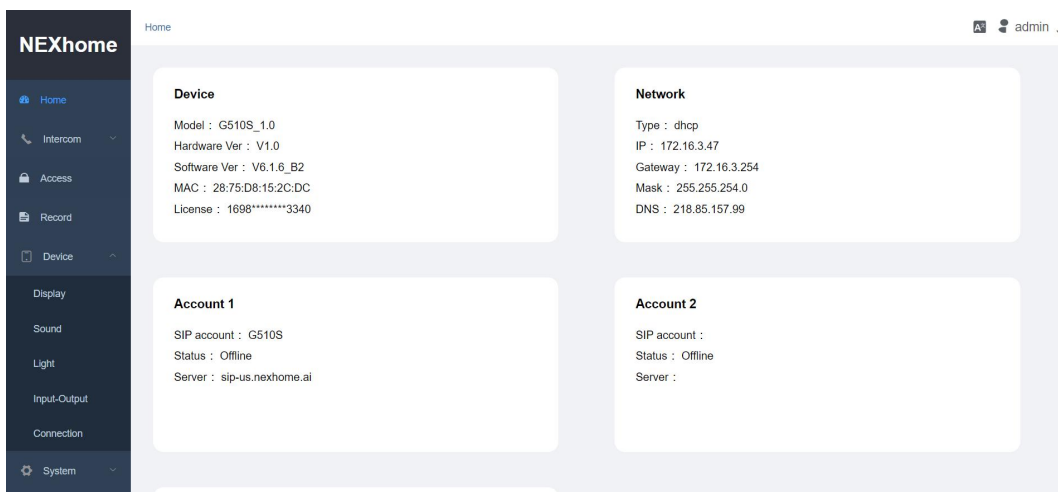 NEXhome
Home
admin
Home
Intercom
Access
Record
Device
Display
Sound
Light
Input-Output
Connection
System
Device
Model : G510S_1.0
Hardware Ver : V1.0
Software Ver : V6.1.6_B2
MAC : 28:75:D8:15:2C:DC
License : 1698********3340
Network
Type : dhcp
IP : 172.16.3.47
Gateway : 172.16.3.254
Mask : 255.255.254.0
DNS : 218.85.157.99
Account 1
SIP account : G510S
Status : Offline
Server : sip-us.nexhome.ai
Account 2
SIP account :
Status : Offline
Server :